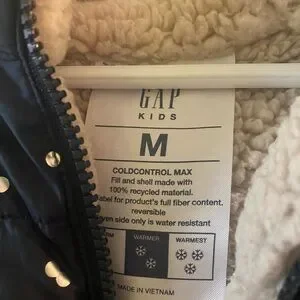 GAP
KIDS
M
COLDCONTROL MAX
Fill and shell made with
100% recycled material.
label for product's full fiber content.
reversible
side only is water resistant
WARMER
WARMEST
MADE IN VIETNAM